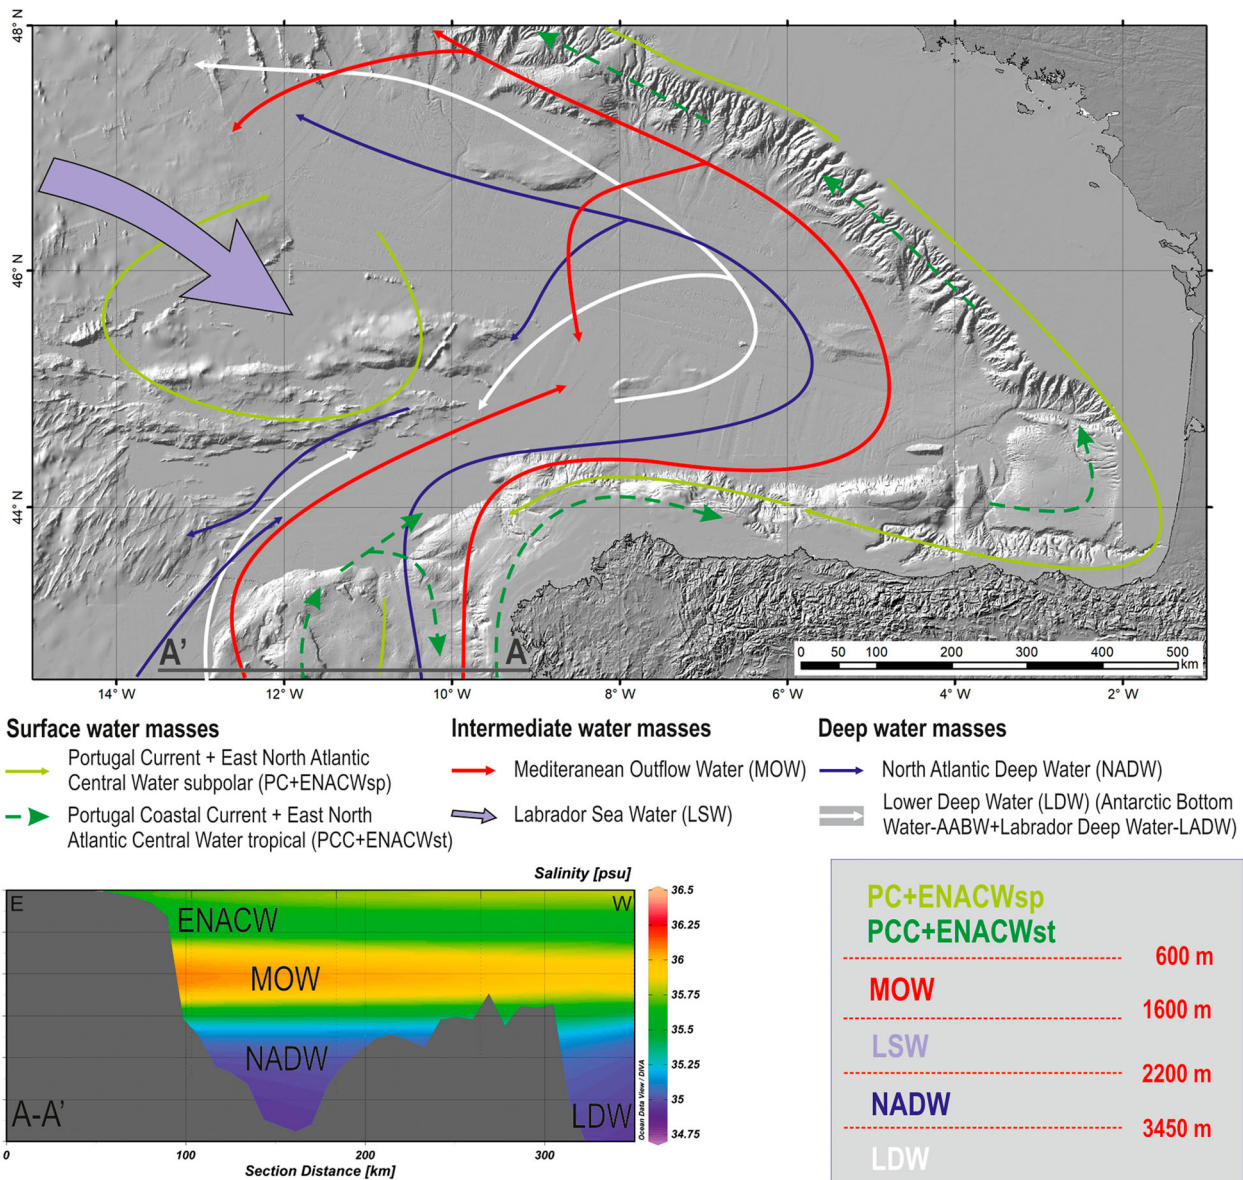 48° N
46° N
44° N
A'
A
0 50 100 200 300 400 500
km
14° W 12° W 10° W 8° W 6° W 4° W 2° W
Surface water masses
Portugal Current + East North Atlantic
Central Water subpolar (PC+ENACWsp)
Portugal Coastal Current + East North
Atlantic Central Water tropical (PCC+ENACWst)
Intermediate water masses
Mediteranean Outflow Water (MOW)
Labrador Sea Water (LSW)
Deep water masses
North Atlantic Deep Water (NADW)
Lower Deep Water (LDW) (Antarctic Bottom
Water-AABW+Labrador Deep Water-LADW)
Salinity [psu]
E
W
ENACW
MOW
NADW
LDW
A-A'
36.5
36.25
36
35.75
35.5
35.25
35
34.75
Ocean Data View / DIVA
0 100 200 300
Section Distance [km]
PC+ENACWsp
PCC+ENACWst
600 m
MOW
1600 m
LSW
2200 m
NADW
3450 m
LDW